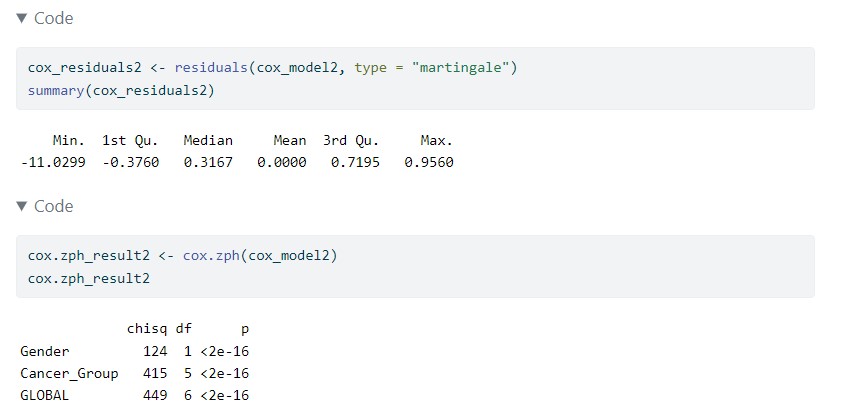 ▼ Code
cox_residuals2 <- residuals(cox_model2, type = "martingale")
summary(cox_residuals2)
Min. 1st Qu. Median Mean 3rd Qu. Max.
-11.0299 -0.3760 0.3167 0.0000 0.7195 0.9560
▼ Code
cox.zph_result2 <- cox.zph(cox_model2)
cox.zph_result2
chisq df p
Gender 124 1 <2e-16
Cancer_Group 415 5 <2e-16
GLOBAL 449 6 <2e-16